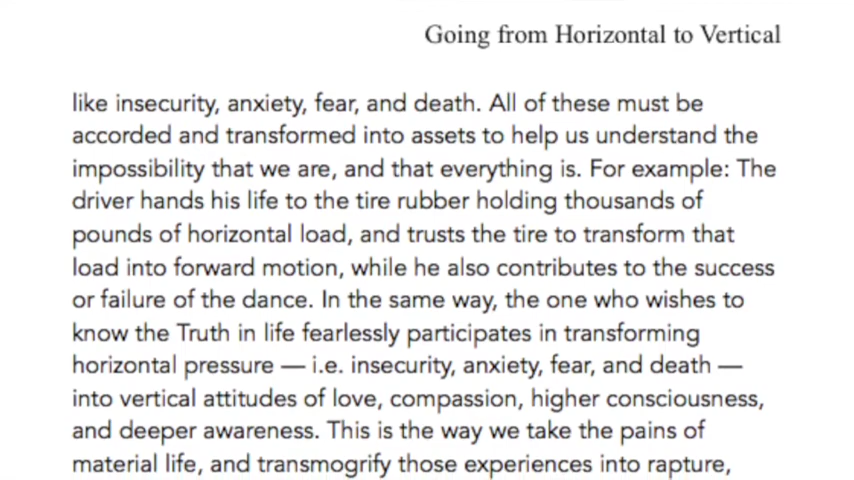 Going from Horizontal to Vertical
like insecurity, anxiety, fear, and death. All of these must be
accorded and transformed into assets to help us understand the
impossibility that we are, and that everything is. For example: The
driver hands his life to the tire rubber holding thousands of
pounds of horizontal load, and trusts the tire to transform that
load into forward motion, while he also contributes to the success
or failure of the dance. In the same way, the one who wishes to
know the Truth in life fearlessly participates in transforming
horizontal pressure — i.e. insecurity, anxiety, fear, and death —
into vertical attitudes of love, compassion, higher consciousness,
and deeper awareness. This is the way we take the pains of
material life, and transmogrify those experiences into rapture,